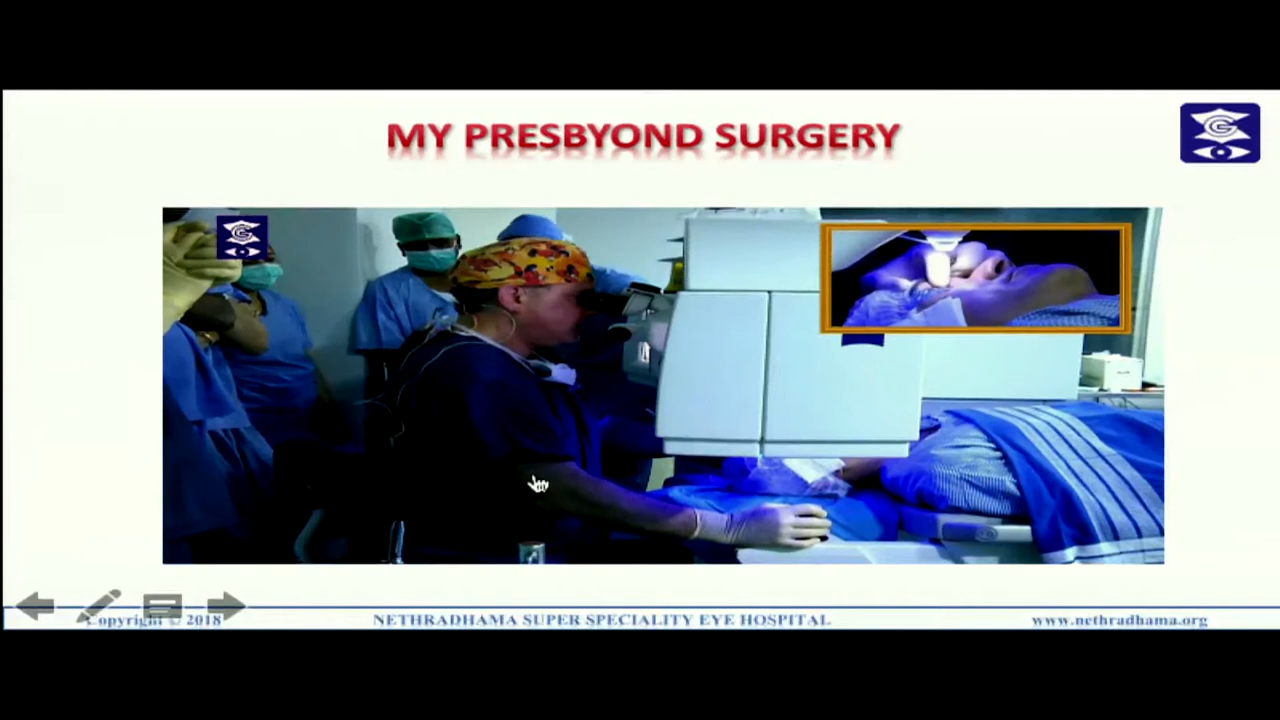 MY PRESBYOND SURGERY
Copyright © 2018
NETHRADHAMA SUPER SPECIALITY EYE HOSPITAL
www.nethradhama.org